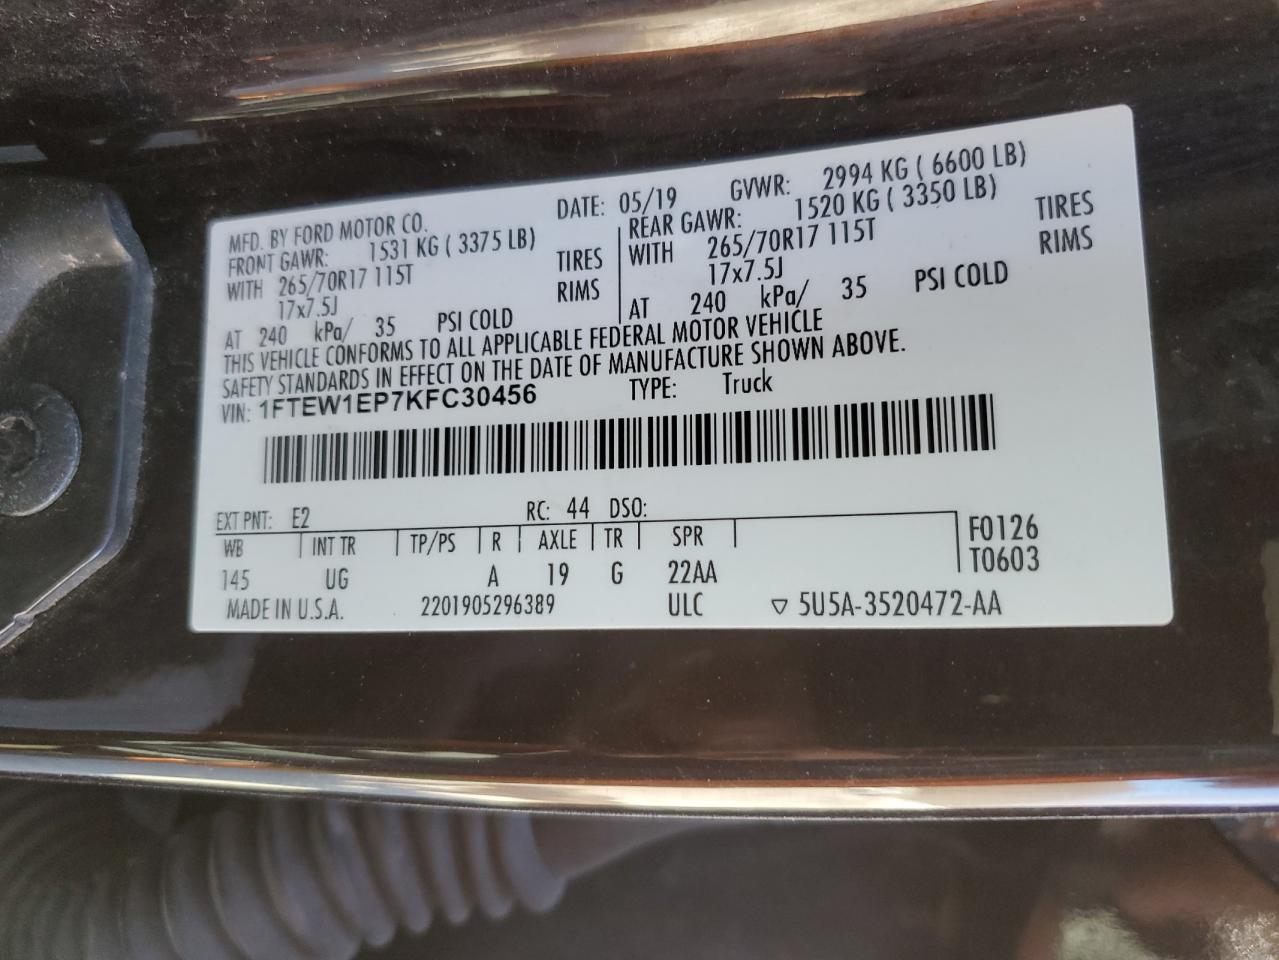 MFD. BY FORD MOTOR CO. DATE: 05/19 GVWR: 2994 KG ( 6600 LB)
FRONT GAWR: 1531 KG ( 3375 LB) REAR GAWR: 1520 KG ( 3350 LB)
WITH 265/70R17 115T TIRES WITH 265/70R17 115T TIRES
17x7.5J RIMS 17x7.5J RIMS
AT 240 kPa/ 35 PSI COLD AT 240 kPa/ 35 PSI COLD
THIS VEHICLE CONFORMS TO ALL APPLICABLE FEDERAL MOTOR VEHICLE
SAFETY STANDARDS IN EFFECT ON THE DATE OF MANUFACTURE SHOWN ABOVE.
VIN: 1FTEW1EP7KFC30456 TYPE: Truck
EXT PNT: E2 RC: 44 DSO:
WB INT TR TP/PS R AXLE TR SPR F0126
145 UG A 19 G 22AA T0603
MADE IN U.S.A. 2201905296389 ULC ▽ 5U5A-3520472-AA